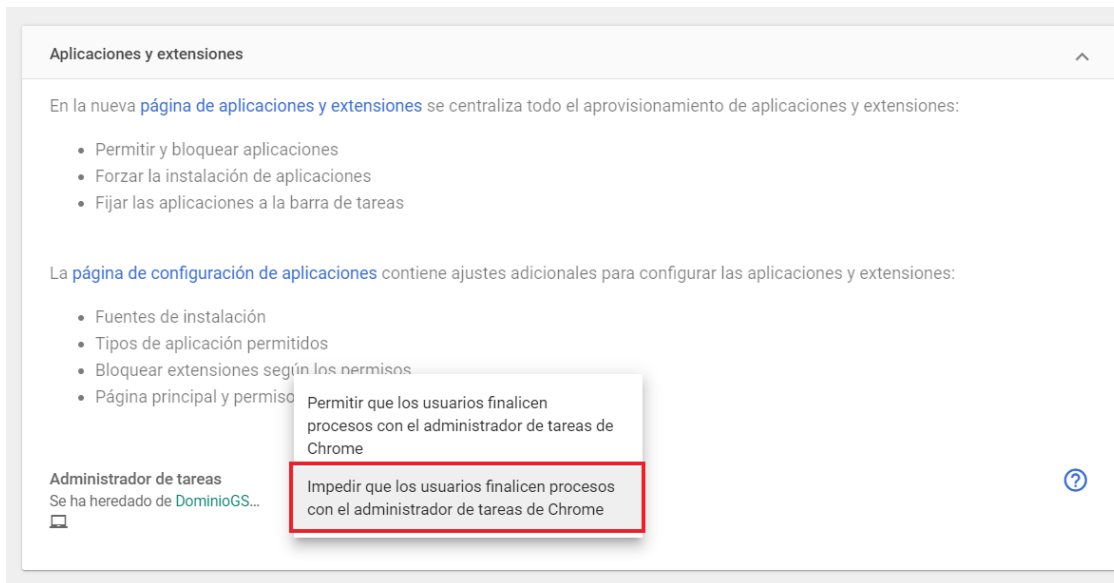 Aplicaciones y extensiones
En la nueva página de aplicaciones y extensiones se centraliza todo el aprovisionamiento de aplicaciones y extensiones:
Permitir y bloquear aplicaciones
Forzar la instalación de aplicaciones
Fijar las aplicaciones a la barra de tareas
La página de configuración de aplicaciones contiene ajustes adicionales para configurar las aplicaciones y extensiones:
Fuentes de instalación
Tipos de aplicación permitidos
Bloquear extensiones según los permisos
Página principal y permiso
Permitir que los usuarios finalicen
procesos con el administrador de tareas de
Chrome
Administrador de tareas
Se ha heredado de DominioGS...
Impedir que los usuarios finalicen procesos
con el administrador de tareas de Chrome